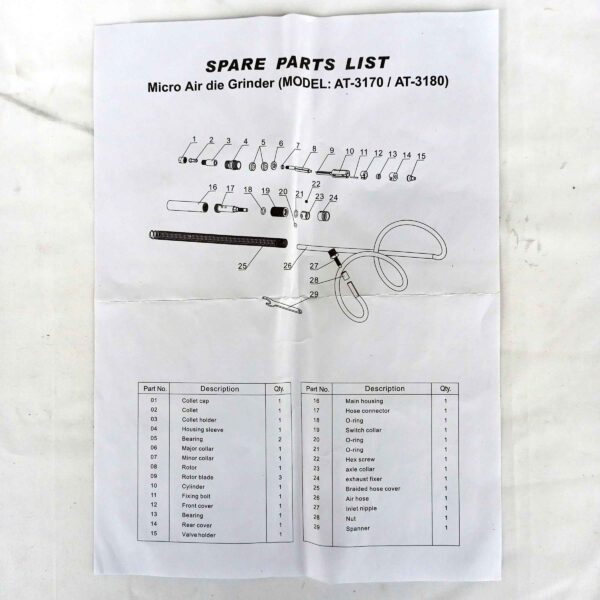 SPARE PARTS LIST
Micro Air die Grinder (MODEL: AT-3170 / AT-3180)
1 2 3 4 5 6 7 8 9 10 11 12 13 14 15
16 17 18 19 20 21 22 23 24
25 26 27
28
29
Part No. Description Qty. Part No. Description Qty.
01 Collet cap 1 16 Main housing 1
02 Collet 1 17 Hose connector 1
03 Collet holder 1 18 O-ring 1
04 Housing sleeve 1 19 Switch collar 1
05 Bearing 2 20 O-ring 1
06 Major collar 1 21 O-ring 1
07 Minor collar 1 22 Hex screw 1
08 Rotor 1 23 axle collar 1
09 Rotor blade 3 24 exhaust fixer 1
10 Cylinder 1 25 Braided hose cover 1
11 Fixing bolt 1 26 Air hose 1
12 Front cover 1 27 Inlet nipple 1
13 Bearing 1 28 Nut 1
14 Rear cover 1 29 Spanner 1
15 Valve holder 1